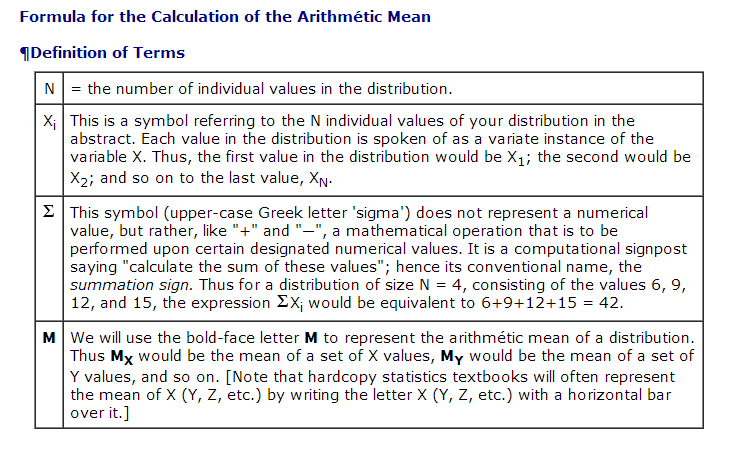 Formula for the Calculation of the Arithmétic Mean
¶Definition of Terms
N = the number of individual values in the distribution.
Xi This is a symbol referring to the N individual values of your distribution in the
abstract. Each value in the distribution is spoken of as a variate instance of the
variable X. Thus, the first value in the distribution would be X1; the second would be
X2; and so on to the last value, XN.
Σ This symbol (upper-case Greek letter 'sigma') does not represent a numerical
value, but rather, like "+" and "—", a mathematical operation that is to be
performed upon certain designated numerical values. It is a computational signpost
saying "calculate the sum of these values"; hence its conventional name, the
summation sign. Thus for a distribution of size N = 4, consisting of the values 6, 9,
12, and 15, the expression ΣXi would be equivalent to 6+9+12+15 = 42.
M We will use the bold-face letter M to represent the arithmétic mean of a distribution.
Thus MX would be the mean of a set of X values, MY would be the mean of a set of
Y values, and so on. [Note that hardcopy statistics textbooks will often represent
the mean of X (Y, Z, etc.) by writing the letter X (Y, Z, etc.) with a horizontal bar
over it.]